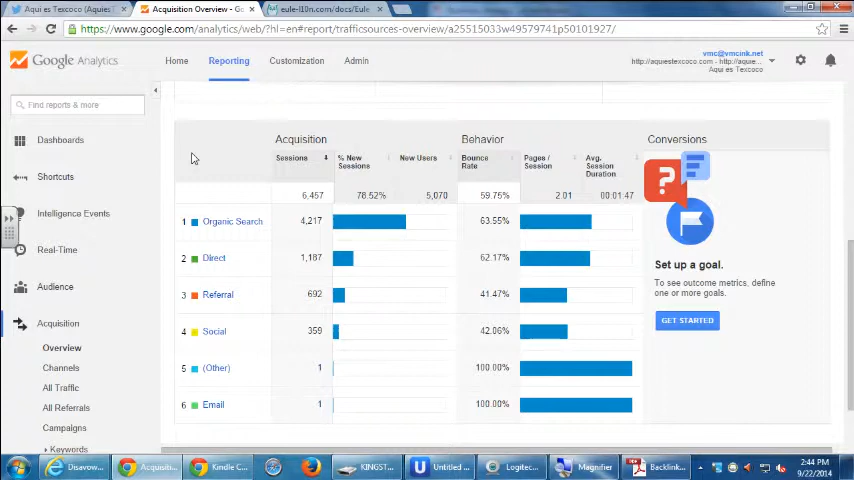 Aqui es Texcoco (AquiesT
Acquisition Overview - Go
eule-l10n.com/docs/Eule
https://www.google.com/analytics/web/?hl=en#report/trafficsources-overview/a25515033w49579714p50101927/
Google Analytics
Reporting
Home
Customization
Admin
vmc@vmcink.net
http://aquiestexcoco.com - http://aquie...
Aqui es Texcoco
Find reports & more
Dashboards
Shortcuts
Intelligence Events
Real-Time
Audience
Acquisition
Overview
Channels
All Traffic
All Referrals
Campaigns
Keywords
Acquisition
Behavior
Conversions
Sessions
% New Sessions
New Users
Bounce Rate
Pages / Session
Avg. Session Duration
6,457
78.52%
5,070
59.75%
2.01
00:01:47
1 Organic Search 4,217 63.55%
2 Direct 1,187 62.17%
3 Referral 692 41.47%
4 Social 359 42.06%
5 (Other) 1 100.00%
6 Email 1 100.00%
?
Set up a goal.
To see outcome metrics, define
one or more goals.
GET STARTED
Disavow...
Acquisiti...
Kindle C...
KINGST...
Untitled ...
Logitec...
Magnifier
Backlink...
2:44 PM
9/22/2014